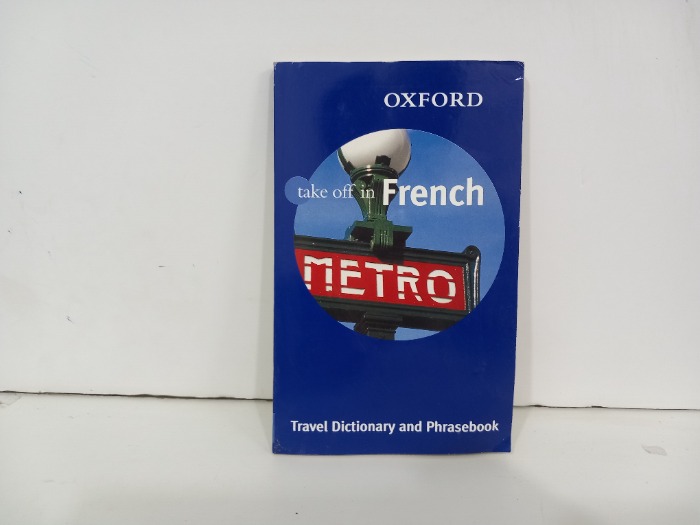 OXFORD
take off in French
METRO
Travel Dictionary and Phrasebook